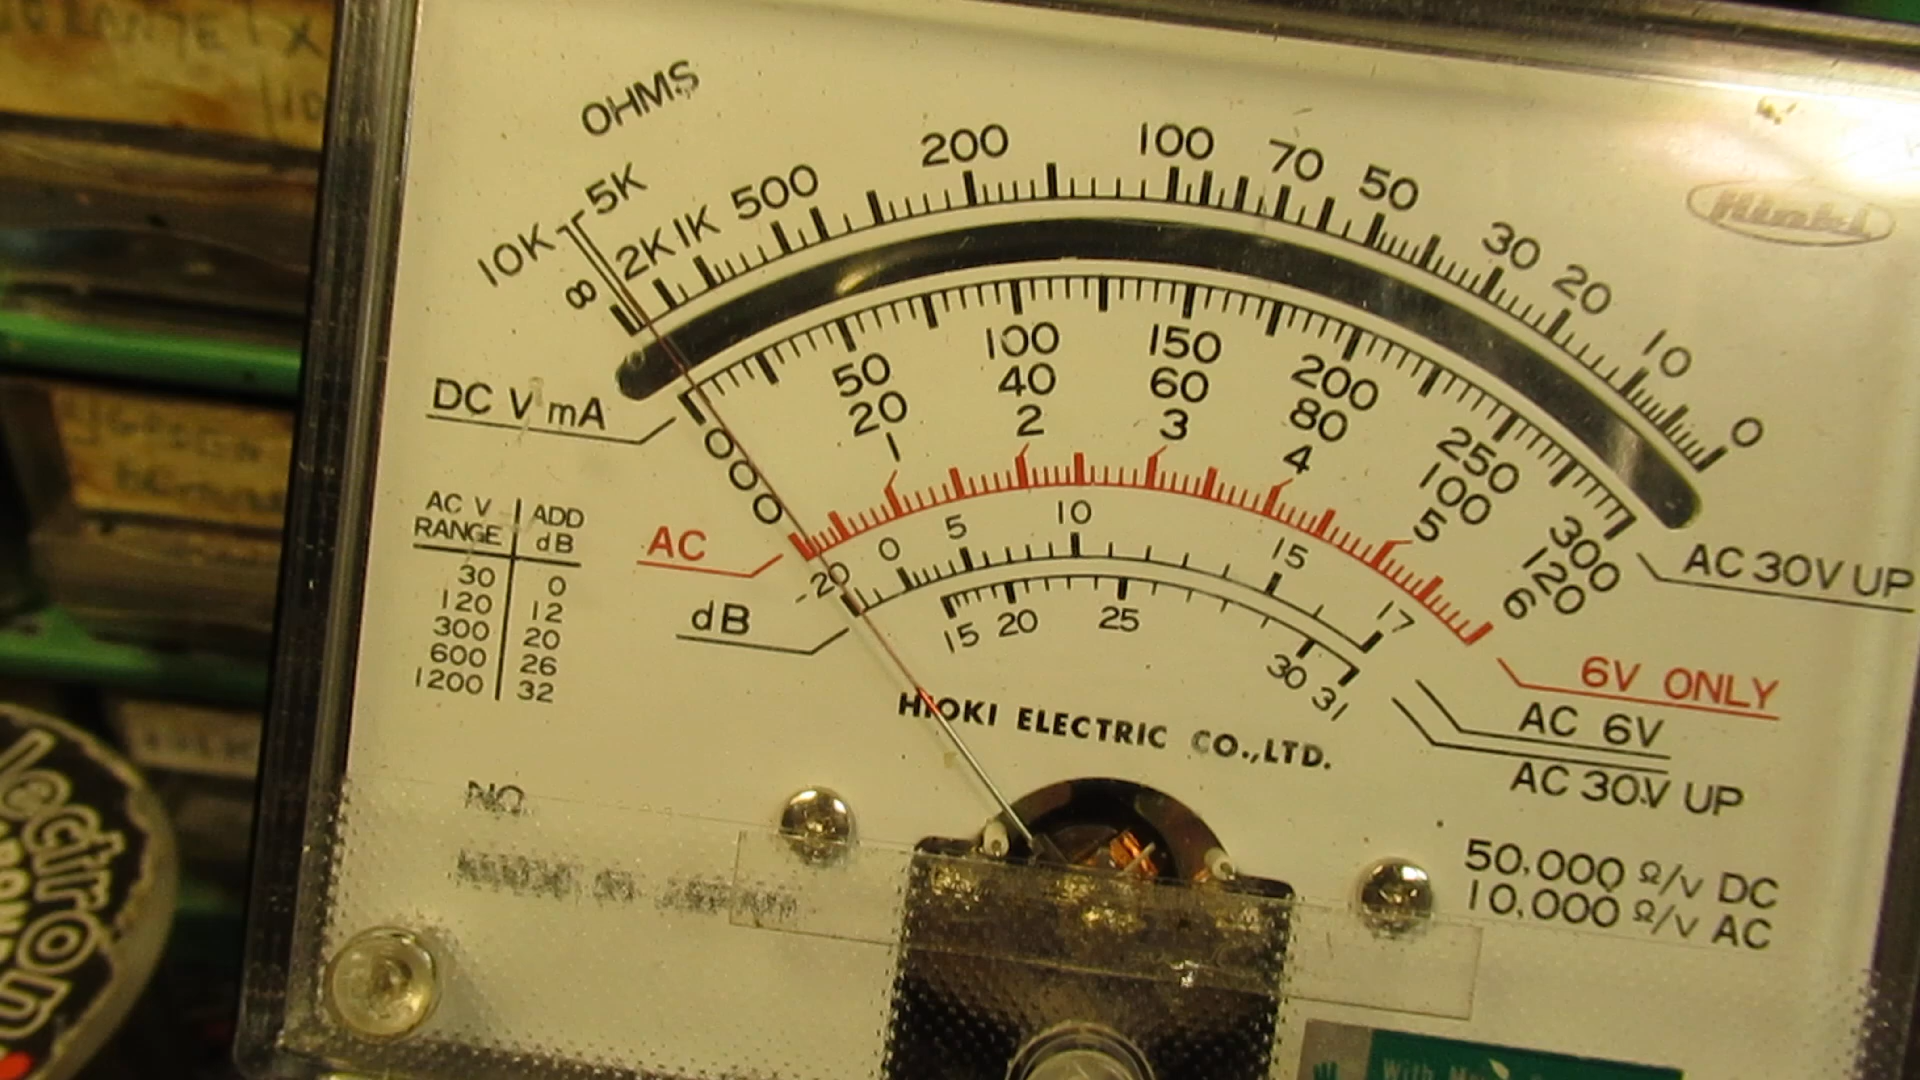 OHMS
10K 5K
∞ 2K 1K 500 200 100 70 50 30 20 10 0
Hioki
DC V mA
0 50 100 150 200 250 300
0 20 40 60 80 100 120
0 1 2 3 4 5 6
AC 30V UP
AC
6V ONLY
dB
-20 0 5 10 15 17
AC 6V
15 20 25 30 31
AC 30V UP
AC V RANGE ADD dB
30 0
120 12
300 20
600 26
1200 32
HIOKI ELECTRIC CO.,LTD.
NO.
50,000 Ω/V DC
10,000 Ω/V AC
lectron
With